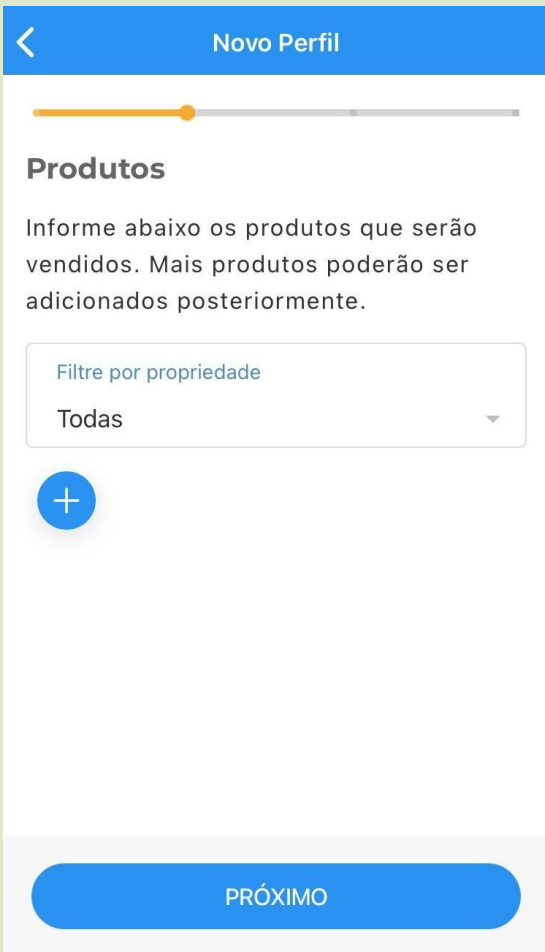 Novo Perfil
Produtos
Informe abaixo os produtos que serão
vendidos. Mais produtos poderão ser
adicionados posteriormente.
Filtre por propriedade
Todas
PRÓXIMO